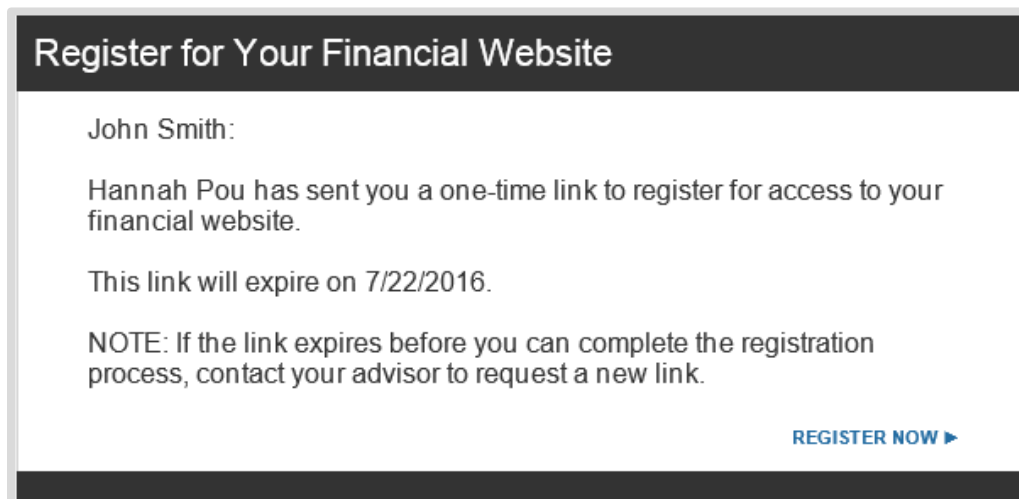 Register for Your Financial Website
John Smith:
Hannah Pou has sent you a one-time link to register for access to your
financial website.
This link will expire on 7/22/2016.
NOTE: If the link expires before you can complete the registration
process, contact your advisor to request a new link.
REGISTER NOW ▶